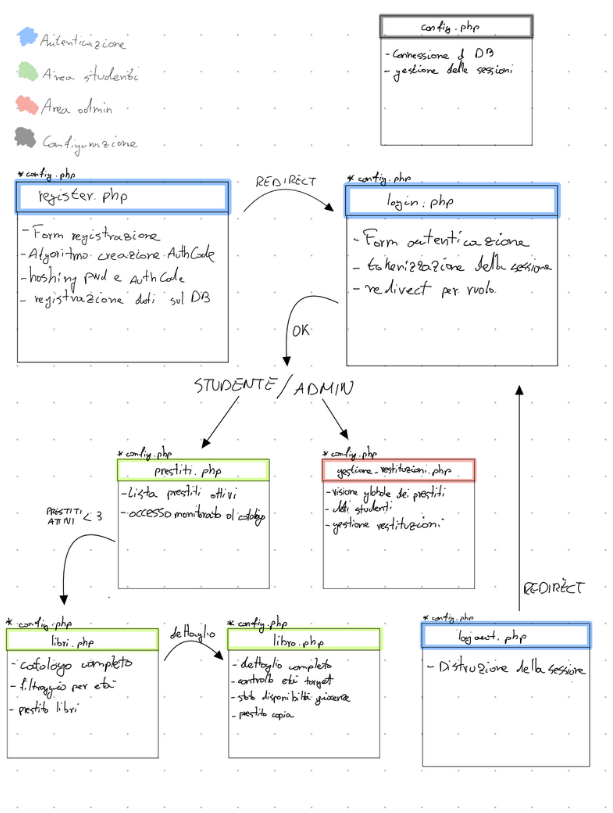 Autenticazione
Area studenti
Area admin
Configurazione
config.php
- Connessione al DB
- gestione delle sessioni
* config.php
register.php
- Form registrazione
- Algoritmo creazione AuthCode
- hashing pwd e AuthCode
- registrazione dati sul DB
REDIRECT
* config.php
login.php
- Form autenticazione
- tokenizzazione della sessione
- redirect per ruolo.
OK
STUDENTE / ADMIN
* config.php
prestiti.php
- Lista prestiti attivi
- accesso monitorato al catalogo
* config.php
gestione_restituzioni.php
- visione globale dei prestiti
- dati studenti
- gestione restituzioni
PRESTITI
ATTIVI < 3
* config.php
libri.php
- catalogo completo
- filtraggio per età
- prestito libri
dettaglio
* config.php
libro.php
- dettaglio completo
- controllo età target
- stato disponibilità giacenze
- prestito copia
REDIRECT
* config.php
logout.php
- Distruzione della sessione